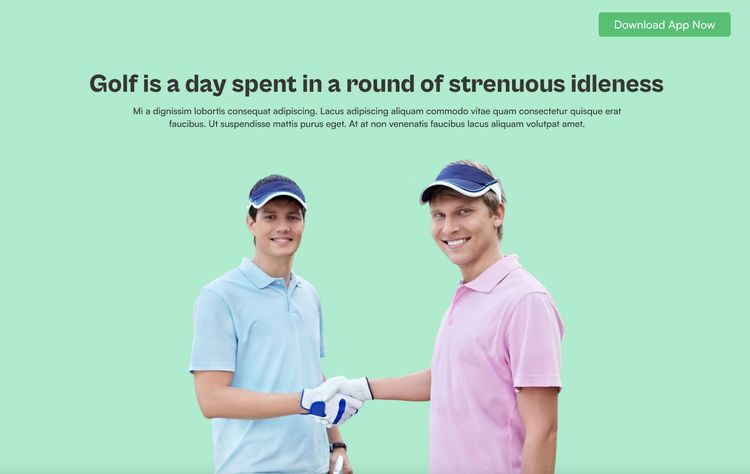 Download App Now
Golf is a day spent in a round of strenuous idleness
Mi a dignissim lobortis consequat adipiscing. Lacus adipiscing aliquam commodo vitae quam consectetur quisque erat
faucibus. Ut suspendisse mattis purus eget. At at non venenatis faucibus lacus aliquam volutpat amet.